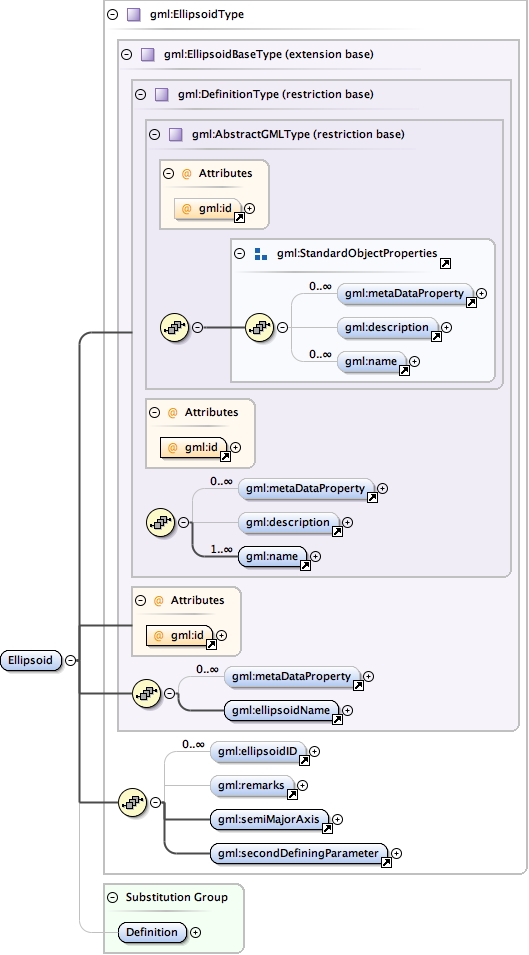 gml:EllipsoidType
gml:EllipsoidBaseType (extension base)
gml:DefinitionType (restriction base)
gml:AbstractGMLType (restriction base)
@ Attributes
@ gml:id
gml:StandardObjectProperties
0..∞
gml:metaDataProperty
gml:description
0..∞
gml:name
@ Attributes
@ gml:id
0..∞
gml:metaDataProperty
gml:description
1..∞
gml:name
@ Attributes
@ gml:id
Ellipsoid
0..∞
gml:metaDataProperty
gml:ellipsoidName
0..∞
gml:ellipsoidID
gml:remarks
gml:semiMajorAxis
gml:secondDefiningParameter
Substitution Group
Definition